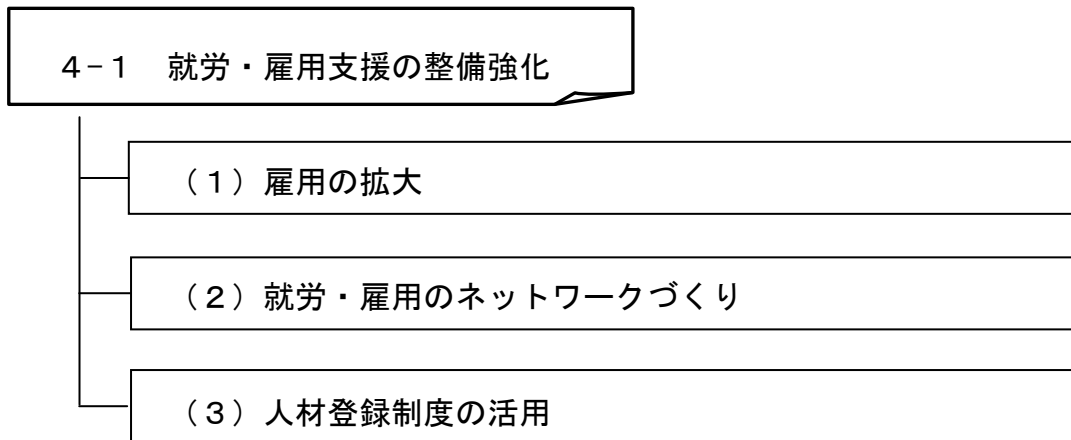 ４－１　就労・雇用支援の整備強化
（１）雇用の拡大
（２）就労・雇用のネットワークづくり
（３）人材登録制度の活用